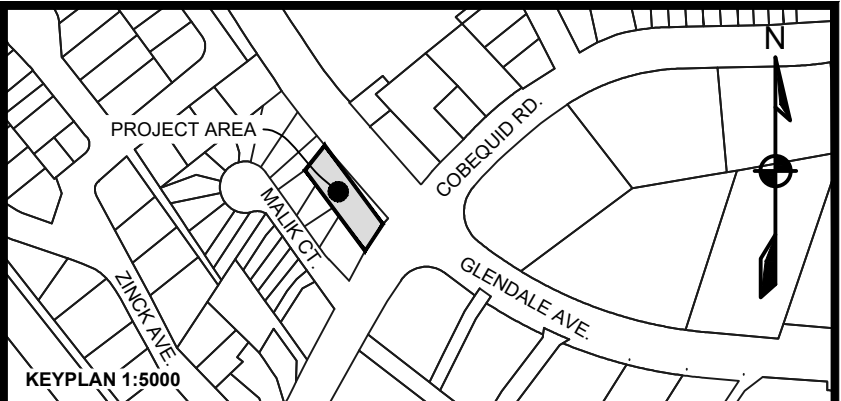 N
PROJECT AREA
COBEQUID RD.
MALIK CT.
GLENDALE AVE.
ZINCK AVE.
KEYPLAN 1:5000